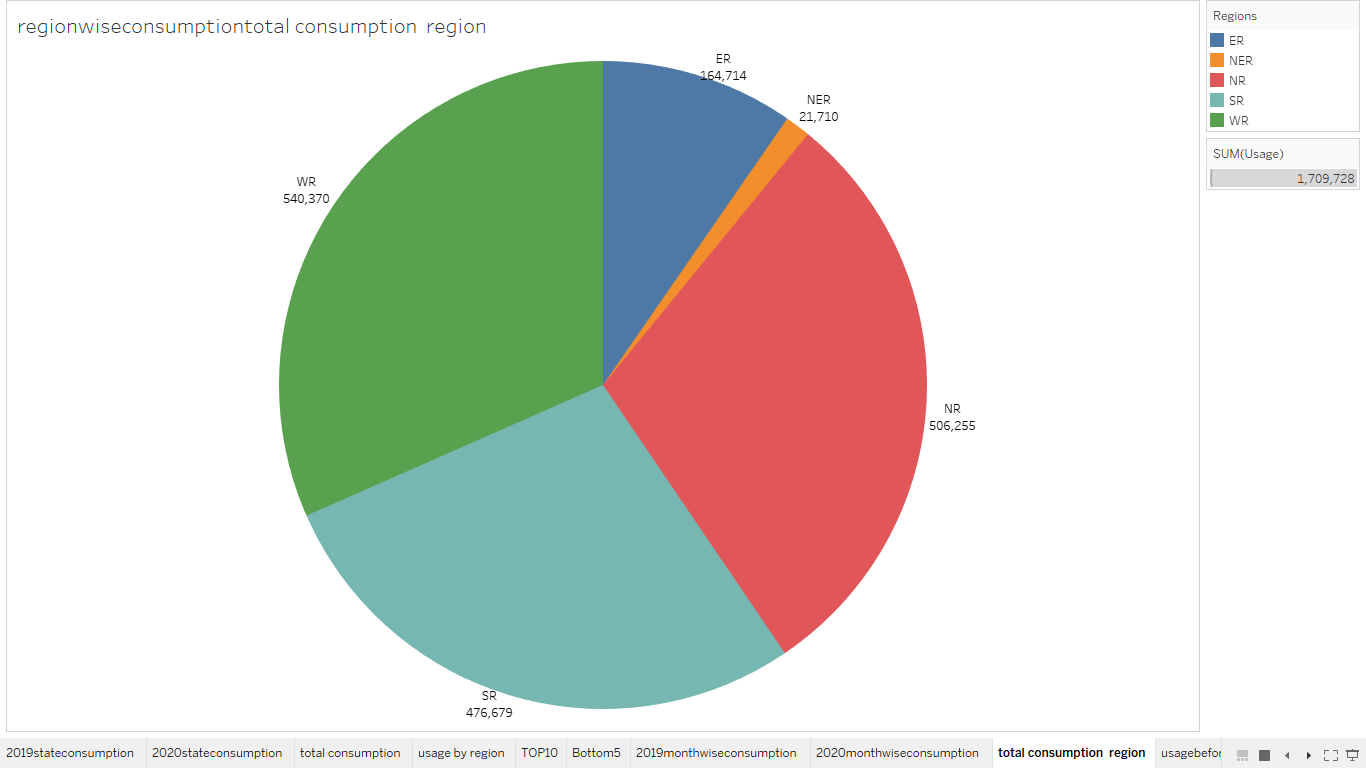 regionwiseconsumptiontotal consumption region
ER
164,714
NER
21,710
WR
540,370
NR
506,255
SR
476,679
Regions
ER
NER
NR
SR
WR
SUM(Usage)
1,709,728
2019stateconsumption 2020stateconsumption total consumption usage by region TOP10 Bottom5 2019monthwiseconsumption 2020monthwiseconsumption total consumption region usagebefor